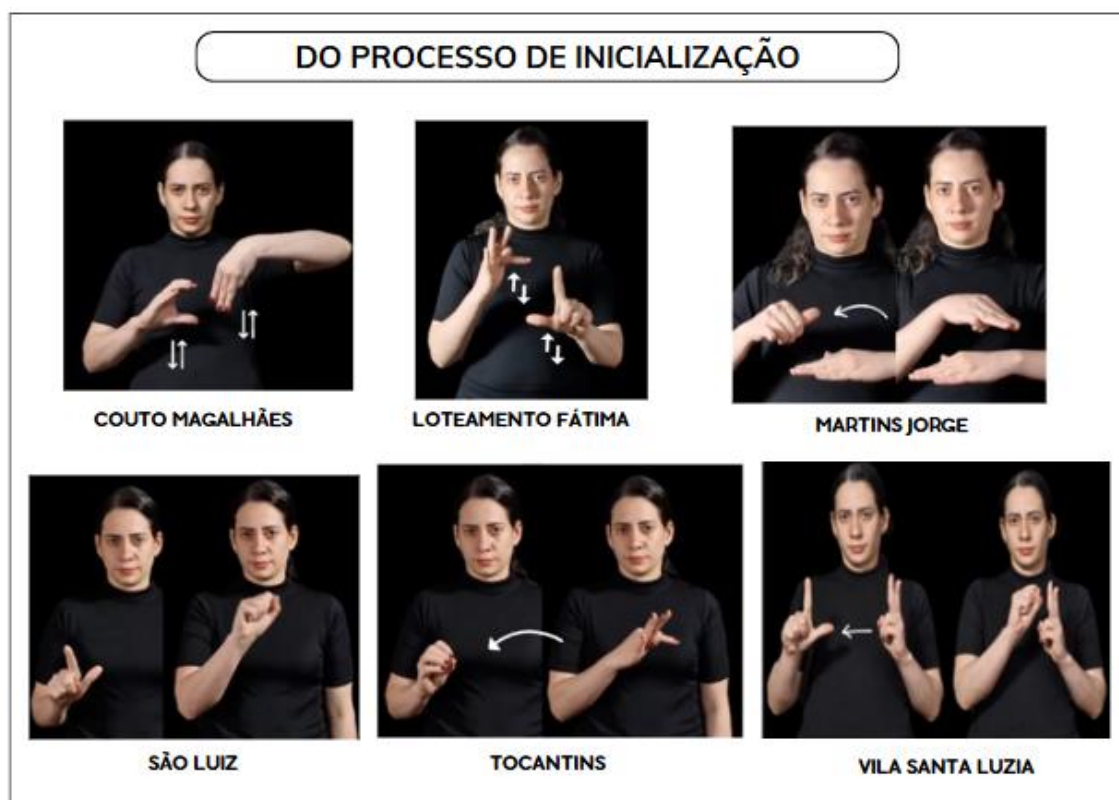 DO PROCESSO DE INICIALIZAÇÃO
COUTO MAGALHÃES
LOTEAMENTO FÁTIMA
MARTINS JORGE
SÃO LUIZ
TOCANTINS
VILA SANTA LUZIA